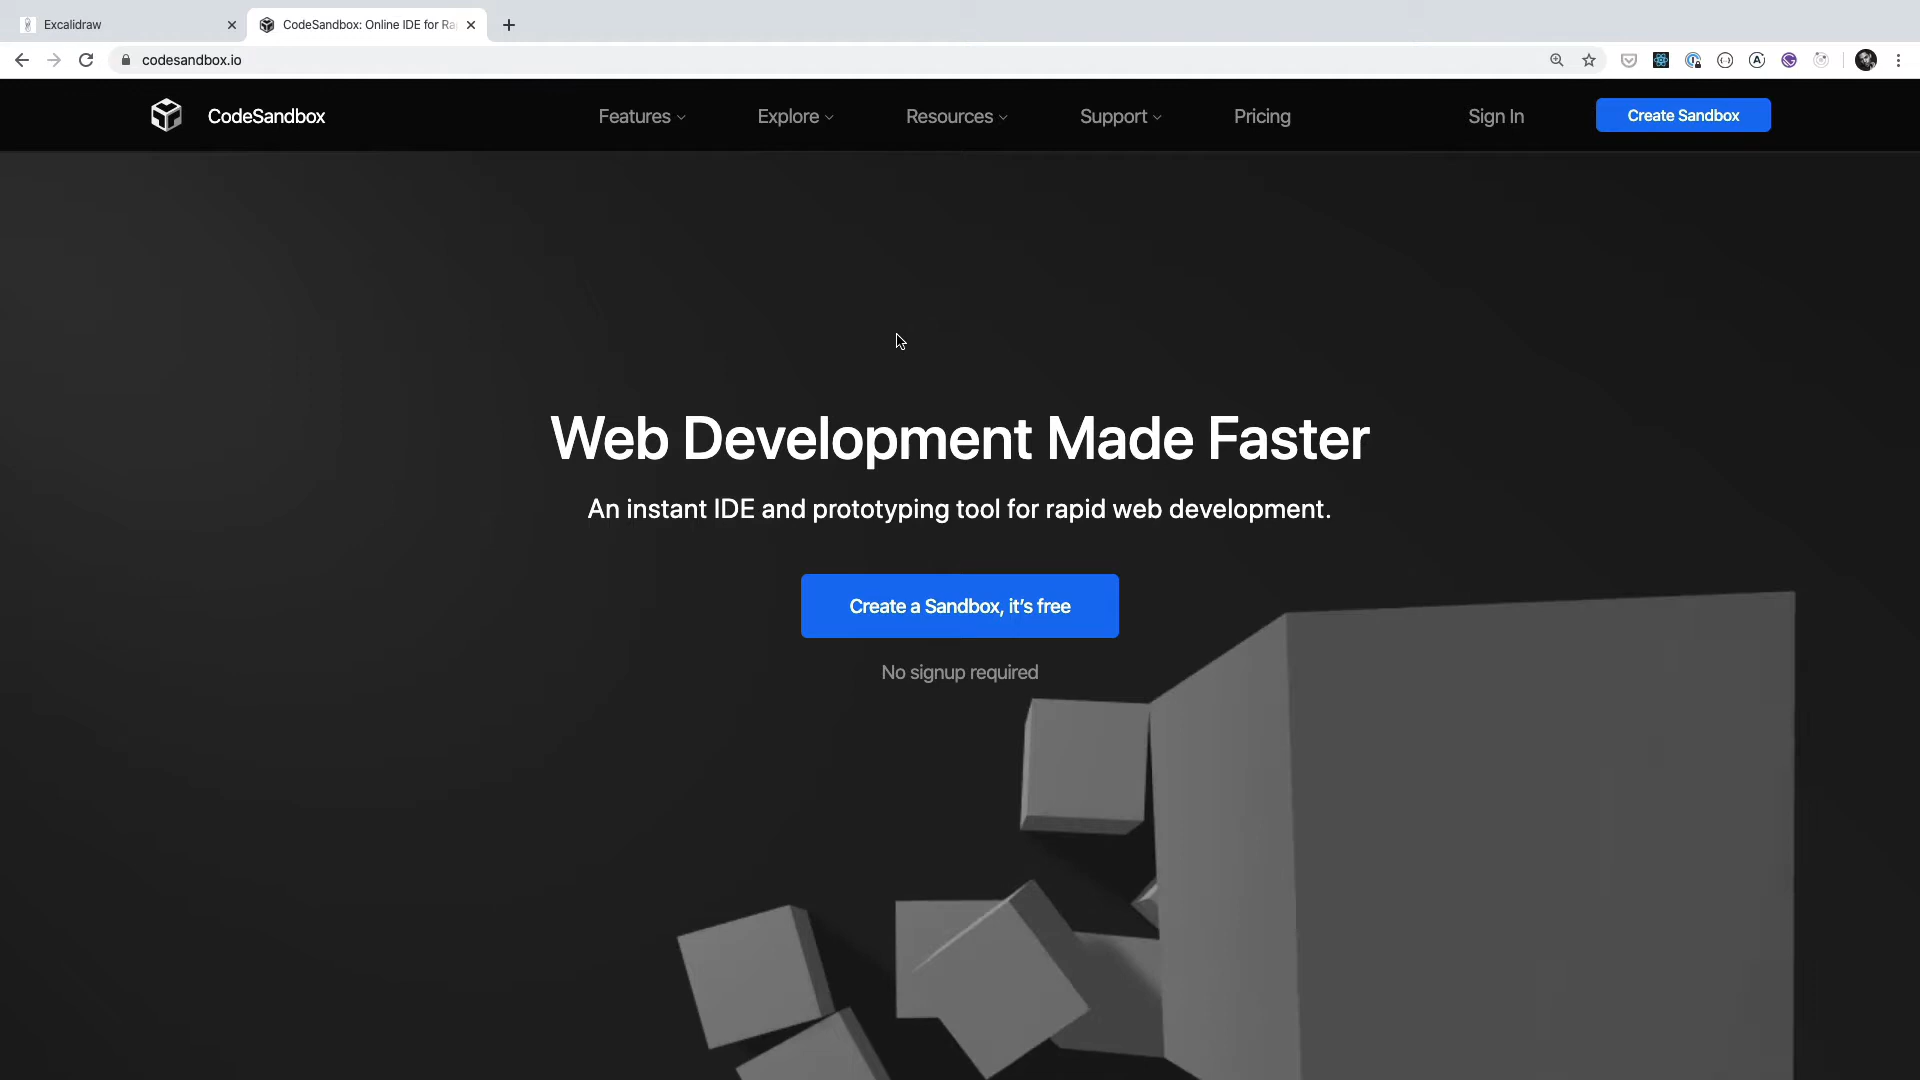 Excalidraw
CodeSandbox: Online IDE for Ra
codesandbox.io
CodeSandbox
Features
Explore
Resources
Support
Pricing
Sign In
Create Sandbox
Web Development Made Faster
An instant IDE and prototyping tool for rapid web development.
Create a Sandbox, it’s free
No signup required